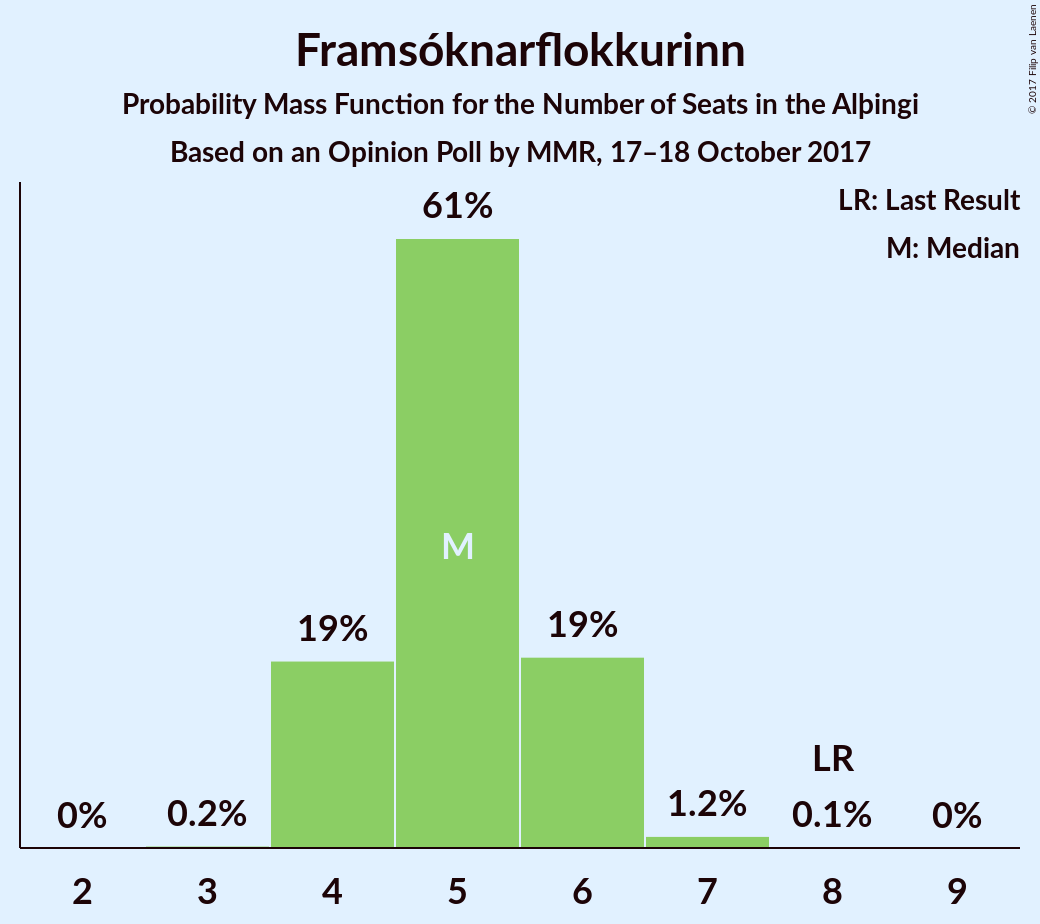 Framsóknarflokkurinn
Probability Mass Function for the Number of Seats in the Alþingi
Based on an Opinion Poll by MMR, 17–18 October 2017
© 2017 Filip van Laenen
LR: Last Result
M: Median
61%
M
19%
19%
LR
0%
0.2%
1.2%
0.1%
0%
2 3 4 5 6 7 8 9